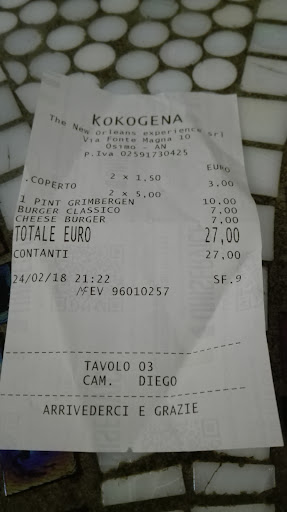 KOKOGENA
The New Orleans experience srl
Via Fonte Magna 10
Osimo - AN
P.Iva 02591730425
EURO
2 x 1,50
.COPERTO 3,00
2 x 5,00
1 PINT GRIMBERGEN 10,00
BURGER CLASSICO 7,00
CHEESE BURGER 7,00
TOTALE EURO 27,00
CONTANTI 27,00
24/02/18 21:22 SF.9
EV 96010257
TAVOLO 03
CAM. DIEGO
ARRIVEDERCI E GRAZIE